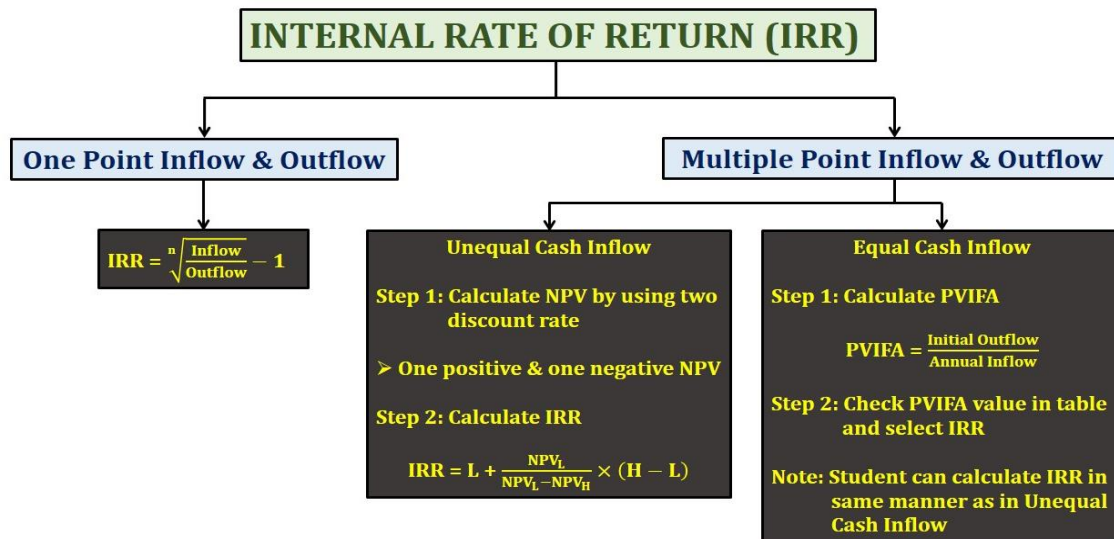 INTERNAL RATE OF RETURN (IRR)
One Point Inflow & Outflow
IRR = ⁿ√(Inflow/Outflow) − 1
Multiple Point Inflow & Outflow
Unequal Cash Inflow
Step 1: Calculate NPV by using two
discount rate
➢ One positive & one negative NPV
Step 2: Calculate IRR
IRR = L + NPV_L/(NPV_L−NPV_H) × (H − L)
Equal Cash Inflow
Step 1: Calculate PVIFA
PVIFA = Initial Outflow/Annual Inflow
Step 2: Check PVIFA value in table
and select IRR
Note: Student can calculate IRR in
same manner as in Unequal
Cash Inflow